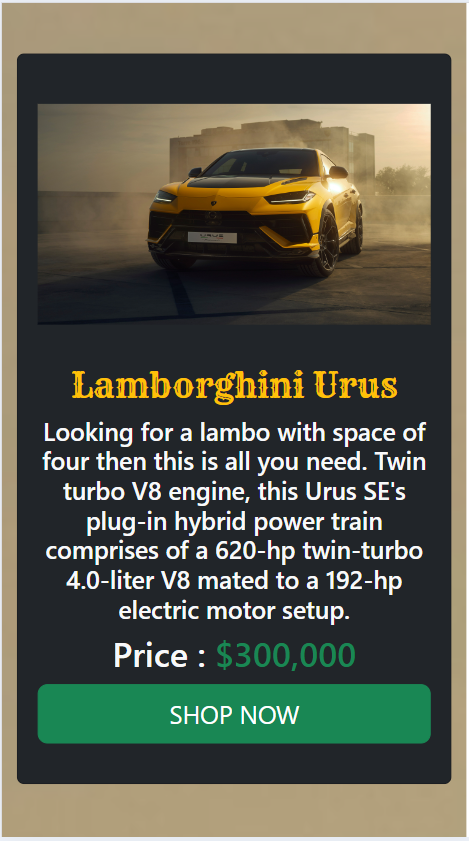 URUS
Lamborghini Urus
Looking for a lambo with space of
four then this is all you need. Twin
turbo V8 engine, this Urus SE's
plug-in hybrid power train
comprises of a 620-hp twin-turbo
4.0-liter V8 mated to a 192-hp
electric motor setup.
Price : $300,000
SHOP NOW